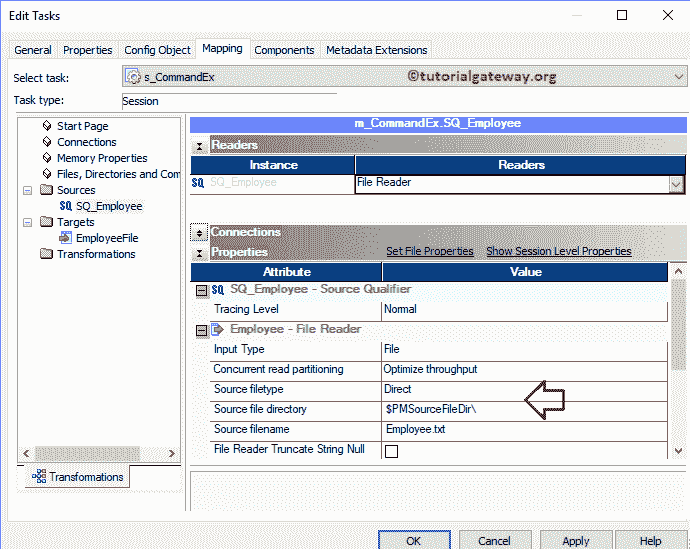 Edit Tasks
General Properties Config Object Mapping Components Metadata Extensions
Select task: s_CommandEx ©tutorialgateway.org
Task type: Session
Start Page
Connections
Memory Properties
Files, Directories and Com
Sources
SQ_Employee
Targets
EmployeeFile
Transformations
Transformations
m_CommandEx.SQ_Employee
Readers
Instance Readers
SQ SQ_Employee File Reader
Connections
Properties Set File Properties Show Session Level Properties
Attribute Value
SQ SQ_Employee - Source Qualifier
Tracing Level Normal
Employee - File Reader
Input Type File
Concurrent read partitioning Optimize throughput
Source filetype Direct
Source file directory $PMSourceFileDir\
Source filename Employee.txt
File Reader Truncate String Null
OK Cancel Apply Help